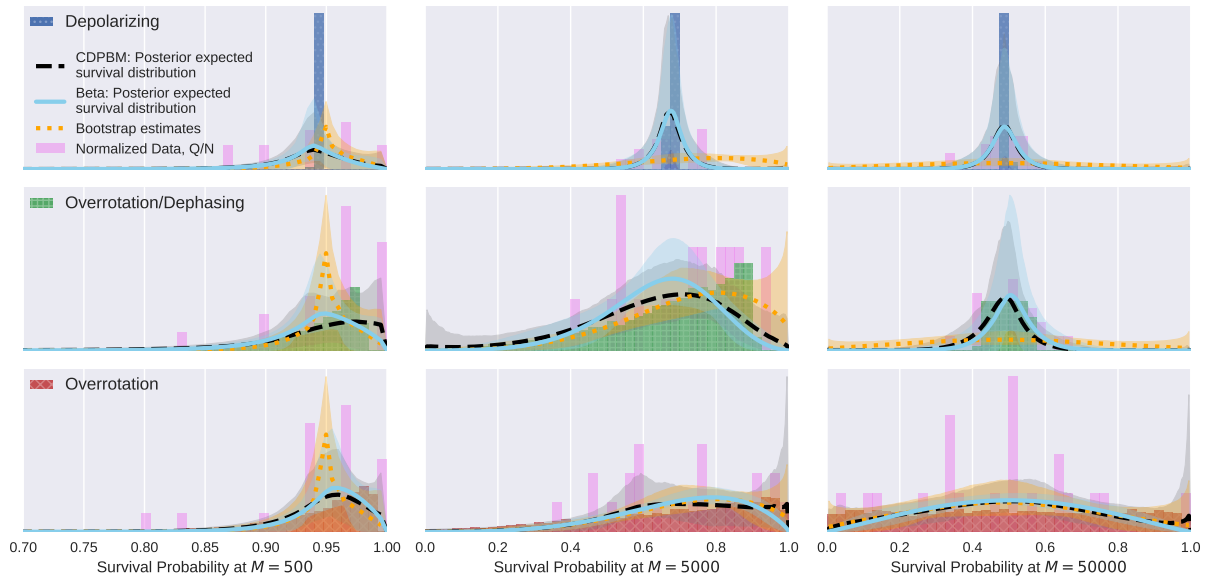 Depolarizing
CDPBM: Posterior expected
survival distribution
Beta: Posterior expected
survival distribution
Bootstrap estimates
Normalized Data, Q/N
Overrotation/Dephasing
Overrotation
0.70 0.75 0.80 0.85 0.90 0.95 1.00
Survival Probability at M = 500
0.0 0.2 0.4 0.6 0.8 1.0
Survival Probability at M = 5000
0.0 0.2 0.4 0.6 0.8 1.0
Survival Probability at M = 50000